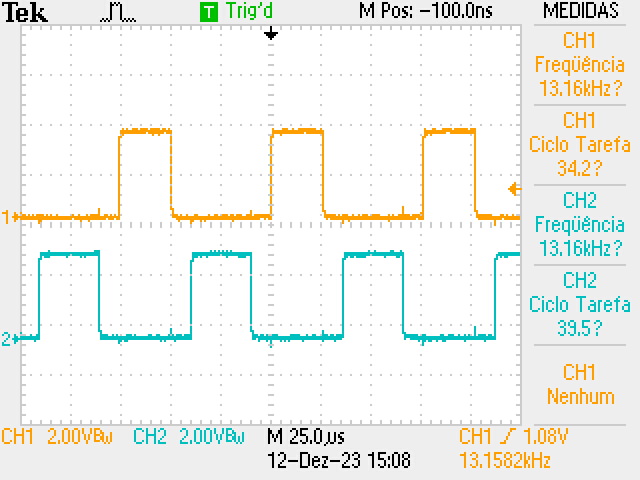 Tek T Trig'd M Pos: -100.0ns MEDIDAS
CH1
Freqüência
13.16kHz?
CH1
Ciclo Tarefa
34.2?
CH2
Freqüência
13.16kHz?
CH2
Ciclo Tarefa
39.5?
CH1
Nenhum
1
2
CH1 2.00VBw CH2 2.00VBw M 25.0µs CH1 1.08V
12-Dez-23 15:08 13.1582kHz